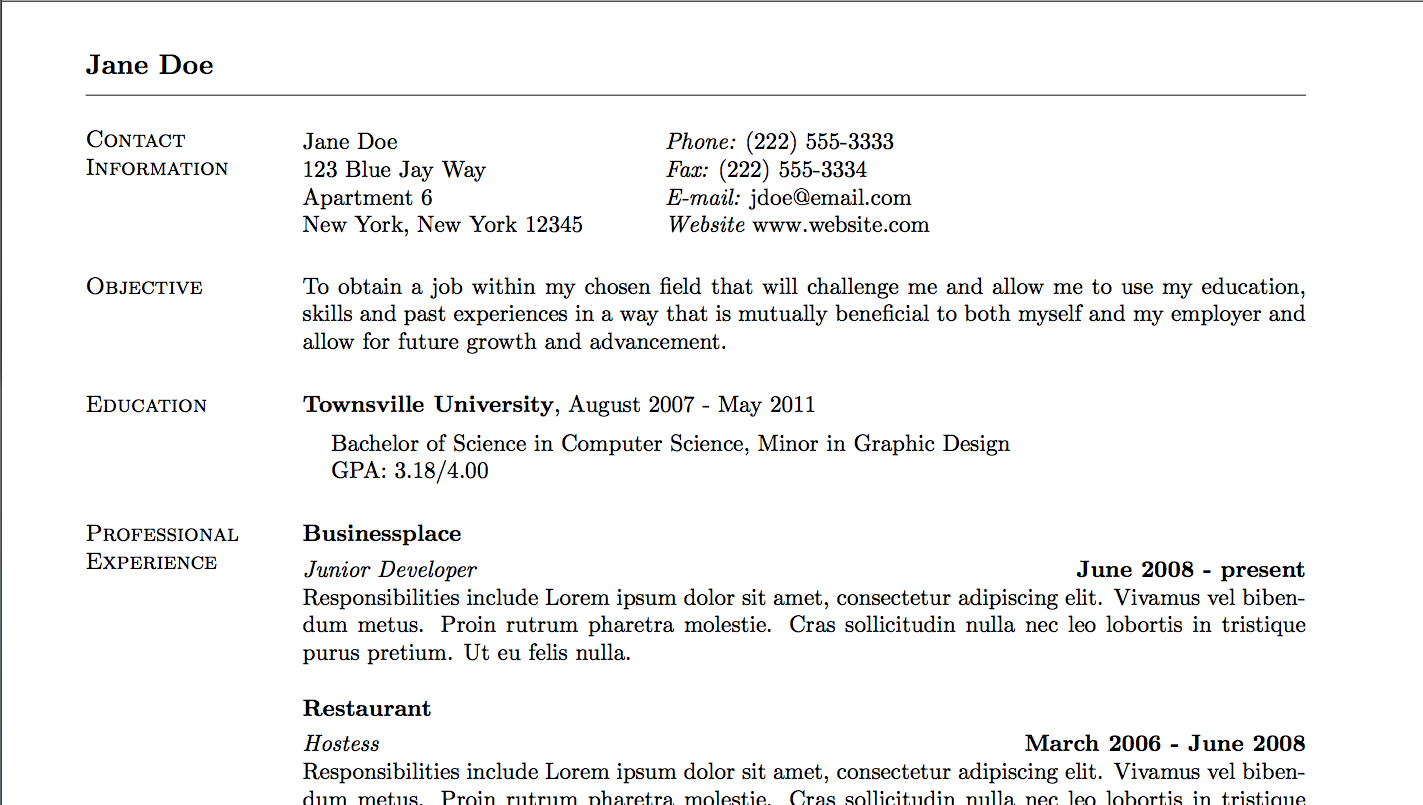 Jane Doe
Contact
Information
Jane Doe
123 Blue Jay Way
Apartment 6
New York, New York 12345
Phone: (222) 555-3333
Fax: (222) 555-3334
E-mail: jdoe@email.com
Website www.website.com
Objective
To obtain a job within my chosen field that will challenge me and allow me to use my education,
skills and past experiences in a way that is mutually beneficial to both myself and my employer and
allow for future growth and advancement.
Education
Townsville University, August 2007 - May 2011
Bachelor of Science in Computer Science, Minor in Graphic Design
GPA: 3.18/4.00
Professional
Experience
Businessplace
Junior Developer June 2008 - present
Responsibilities include Lorem ipsum dolor sit amet, consectetur adipiscing elit. Vivamus vel biben-
dum metus. Proin rutrum pharetra molestie. Cras sollicitudin nulla nec leo lobortis in tristique
purus pretium. Ut eu felis nulla.
Restaurant
Hostess March 2006 - June 2008
Responsibilities include Lorem ipsum dolor sit amet, consectetur adipiscing elit. Vivamus vel biben-
dum metus. Proin rutrum pharetra molestie. Cras sollicitudin nulla nec leo lobortis in tristique